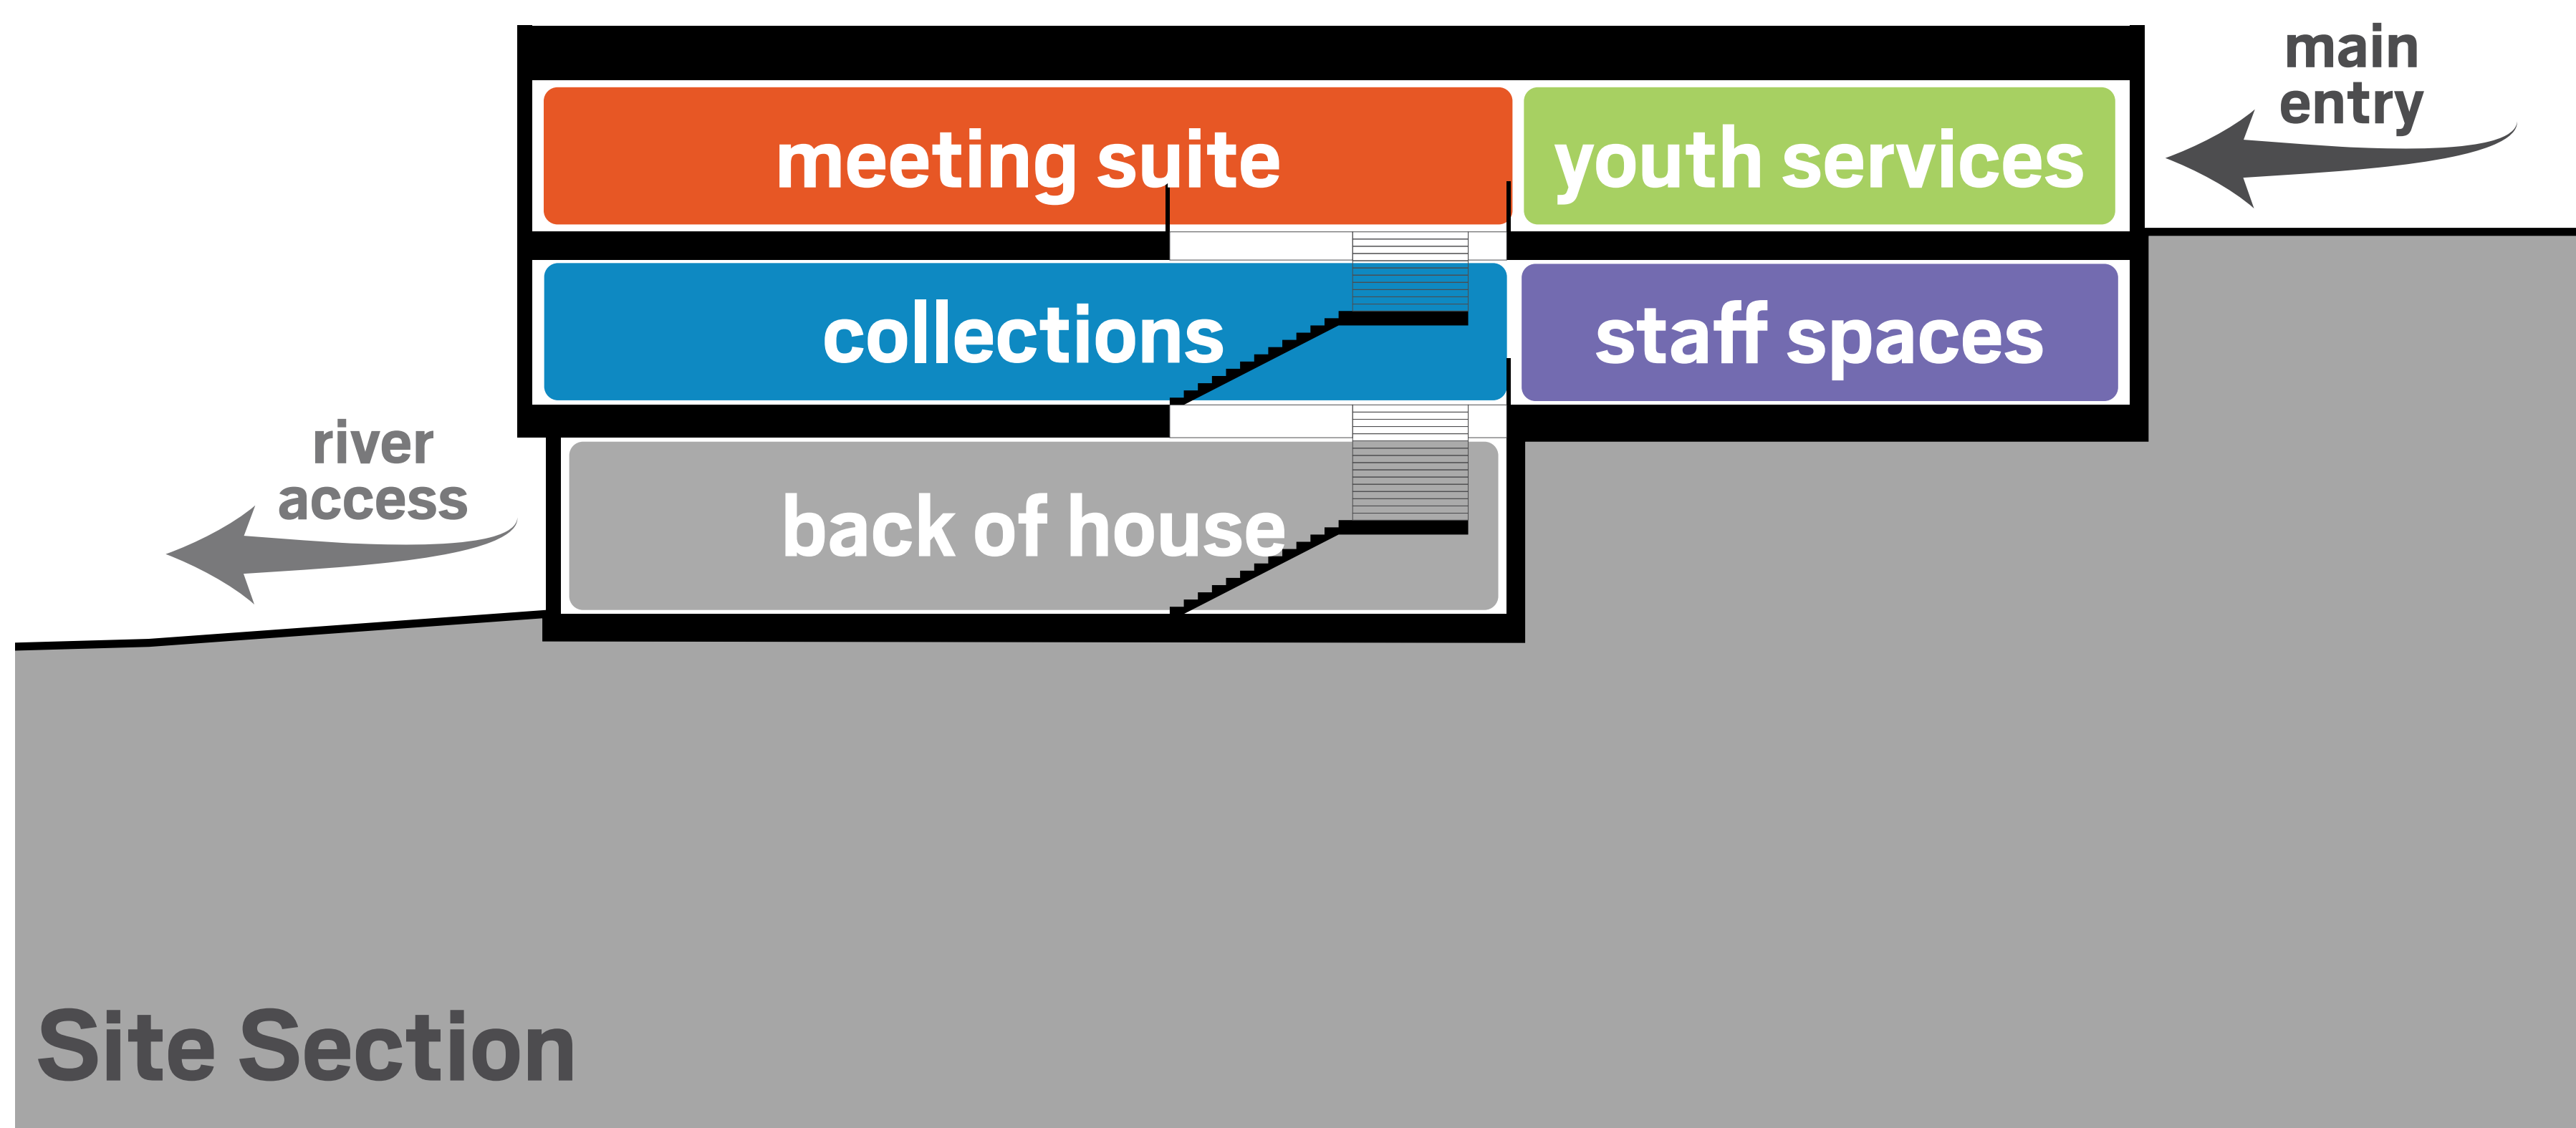 main
entry
meeting suite
youth services
collections
staff spaces
river
access
back of house
Site Section